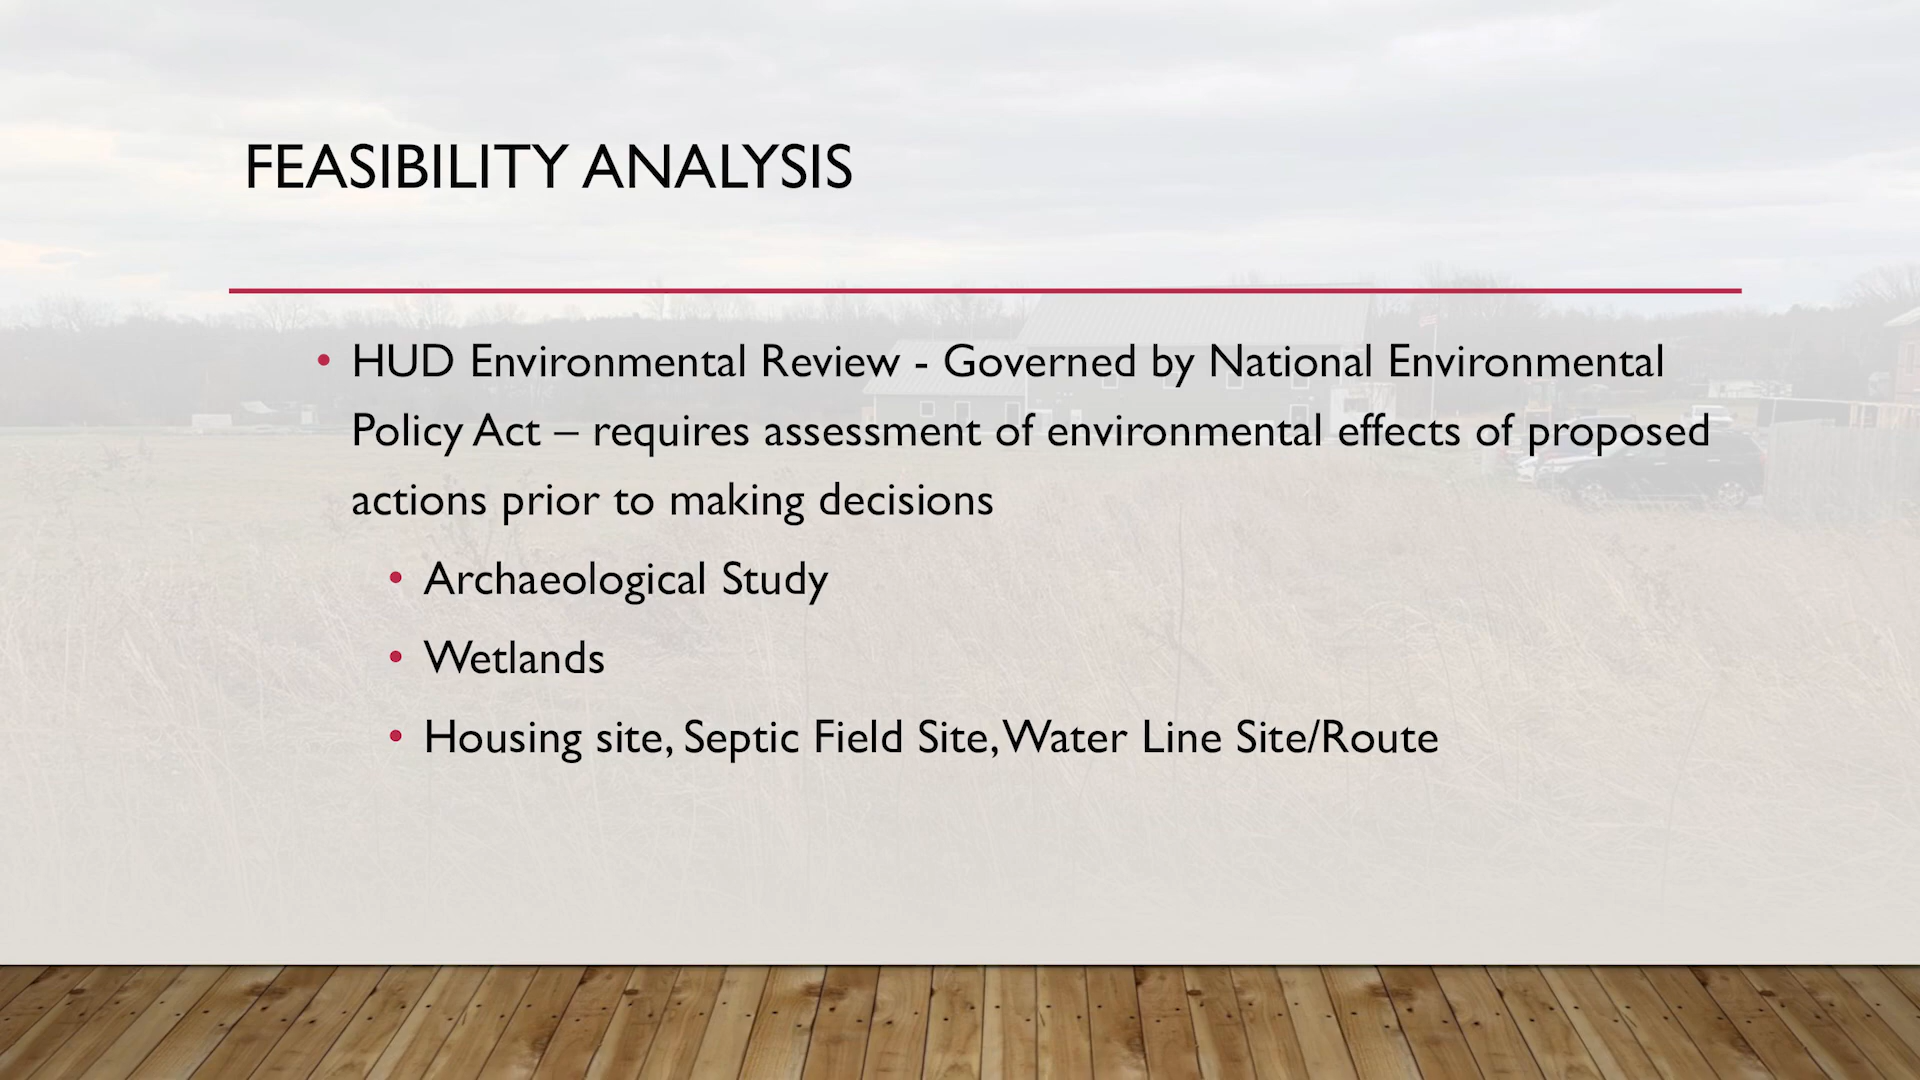 FEASIBILITY ANALYSIS
• HUD Environmental Review - Governed by National Environmental
Policy Act – requires assessment of environmental effects of proposed
actions prior to making decisions
• Archaeological Study
• Wetlands
• Housing site, Septic Field Site, Water Line Site/Route